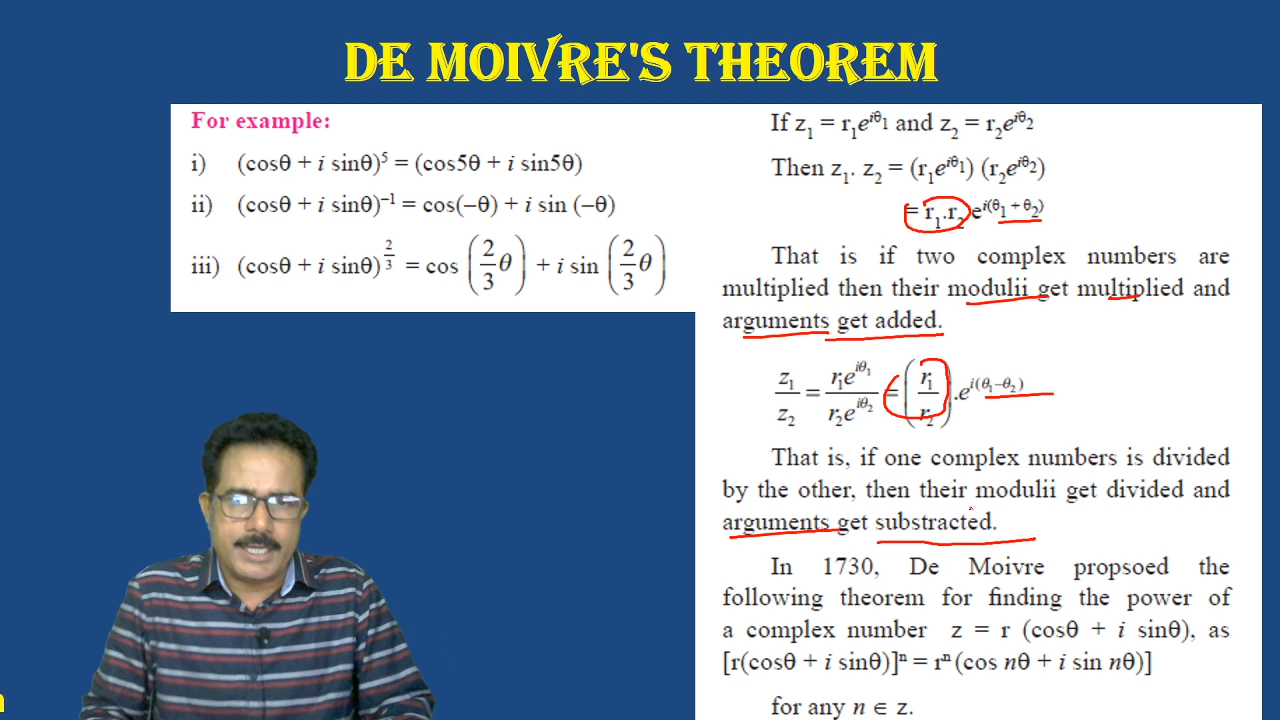 DE MOIVRE'S THEOREM
For example:
i) (cosθ + i sinθ)⁵ = (cos5θ + i sin5θ)
ii) (cosθ + i sinθ)⁻¹ = cos(−θ) + i sin (−θ)
iii) (cosθ + i sinθ)^(2/3) = cos (2/3 θ) + i sin (2/3 θ)
If z₁ = r₁e^(iθ₁) and z₂ = r₂e^(iθ₂)
Then z₁. z₂ = (r₁e^(iθ₁)) (r₂e^(iθ₂))
= r₁.r₂ e^(i(θ₁ + θ₂))
That is if two complex numbers are
multiplied then their modulii get multiplied and
arguments get added.
z₁/z₂ = r₁e^(iθ₁)/r₂e^(iθ₂) = (r₁/r₂).e^(i(θ₁−θ₂))
That is, if one complex numbers is divided
by the other, then their modulii get divided and
arguments get substracted.
In 1730, De Moivre propsoed the
following theorem for finding the power of
a complex number z = r (cosθ + i sinθ), as
[r(cosθ + i sinθ)]ⁿ = rⁿ (cos nθ + i sin nθ)]
for any n ∈ z.